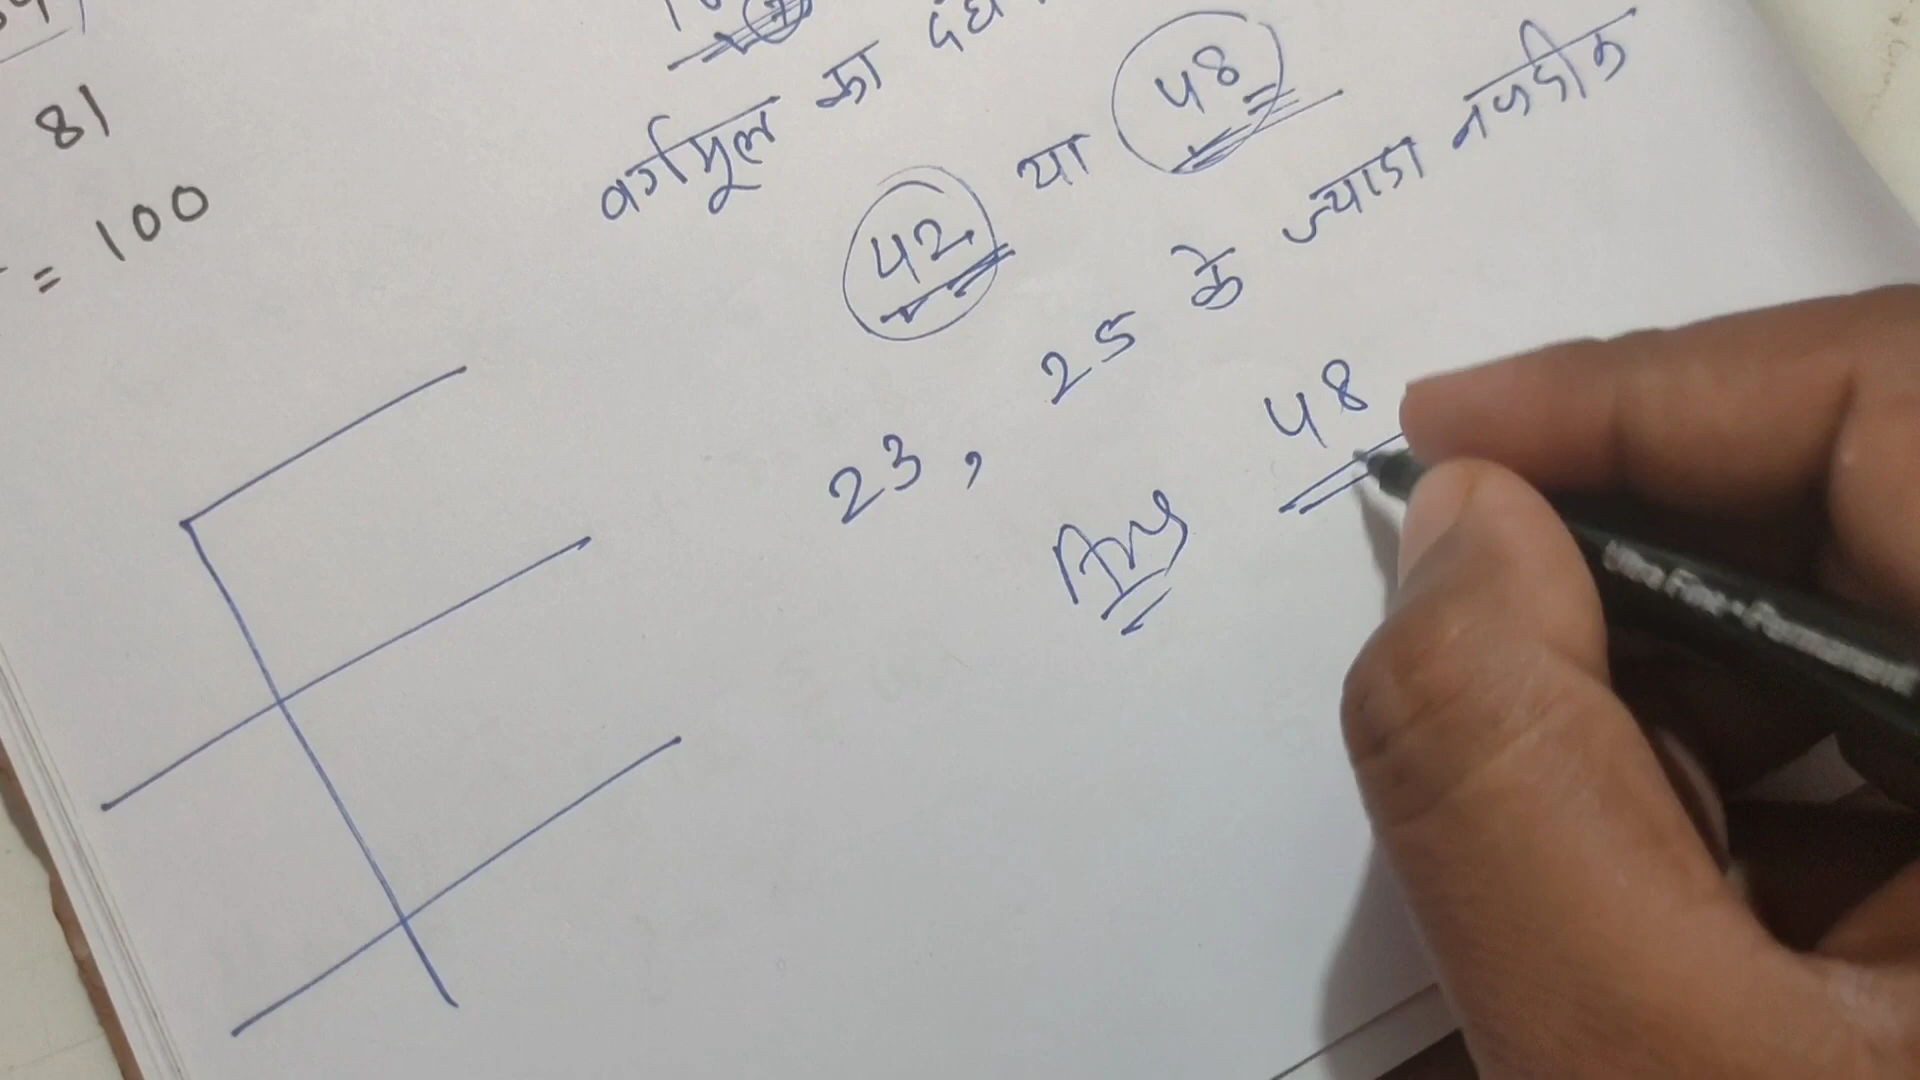 81
= 100
वर्गमूल का
42 या 48
23, 25 के ज्यादा नजदीक
Ans 48